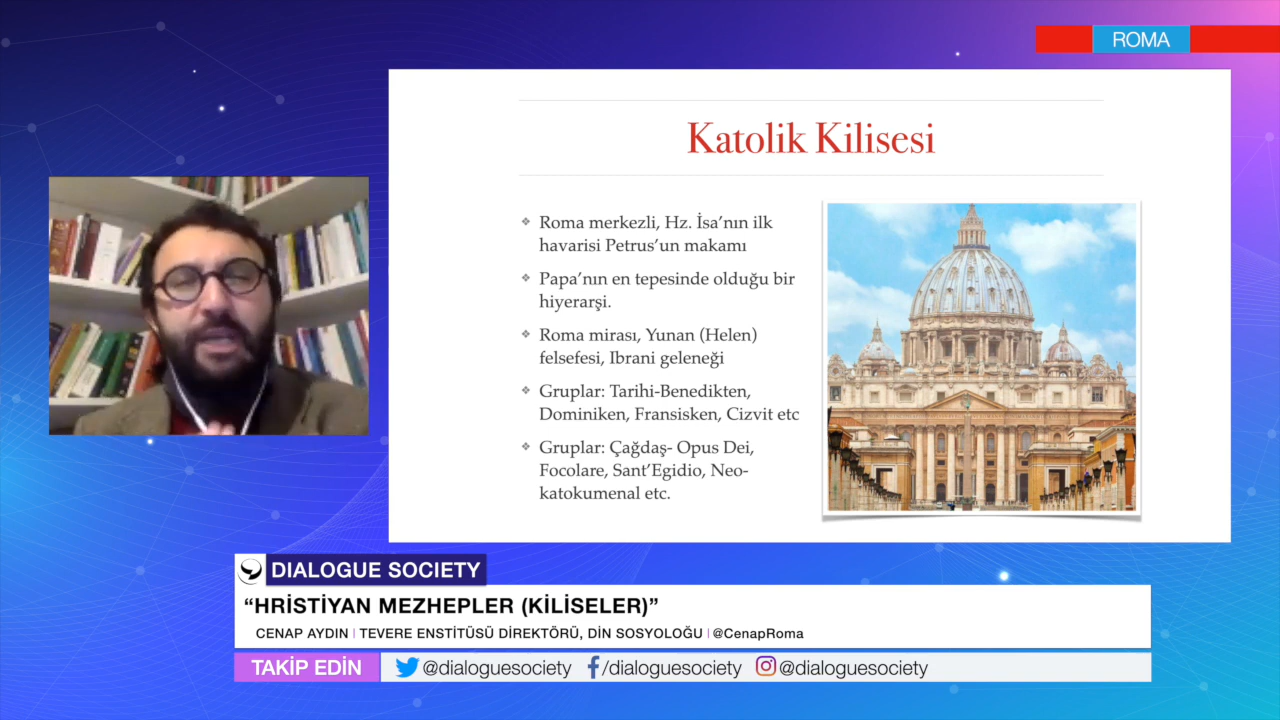 ROMA
Katolik Kilisesi
❖ Roma merkezli, Hz. İsa’nın ilk
havarisi Petrus’un makamı
❖ Papa’nın en tepesinde olduğu bir
hiyerarşi.
❖ Roma mirası, Yunan (Helen)
felsefesi, Ibrani geleneği
❖ Gruplar: Tarihi-Benedikten,
Dominiken, Fransisken, Cizvit etc
❖ Gruplar: Çağdaş- Opus Dei,
Focolare, Sant’Egidio, Neo-
katokumenal etc.
DIALOGUE SOCIETY
“HRİSTİYAN MEZHEPLER (KİLİSELER)”
CENAP AYDIN | TEVERE ENSTİTÜSÜ DİREKTÖRÜ, DİN SOSYOLOĞU | @CenapRoma
TAKİP EDİN @dialoguesociety /dialoguesociety @dialoguesociety